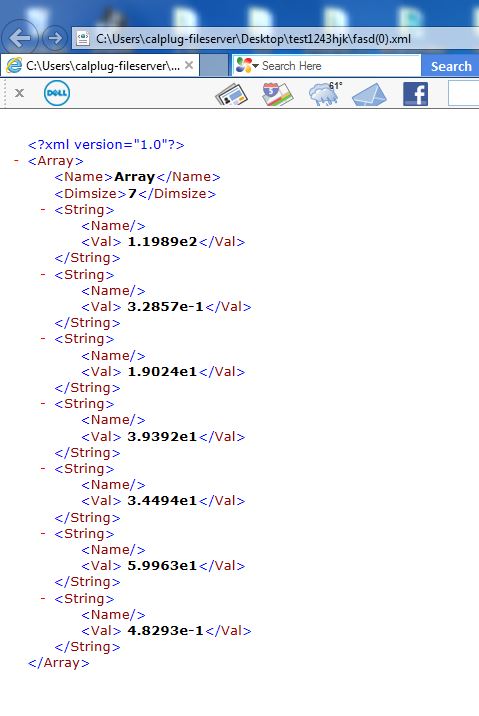 C:\Users\calplug-fileserver\Desktop\test1243hjk\fasd(0).xml
C:\Users\calplug-fileserver\...
Search Here
Search
x
DELL
3
61°
f
<?xml version="1.0"?>
- <Array>
<Name>Array</Name>
<Dimsize>7</Dimsize>
- <String>
<Name/>
<Val> 1.1989e2</Val>
</String>
- <String>
<Name/>
<Val> 3.2857e-1</Val>
</String>
- <String>
<Name/>
<Val> 1.9024e1</Val>
</String>
- <String>
<Name/>
<Val> 3.9392e1</Val>
</String>
- <String>
<Name/>
<Val> 3.4494e1</Val>
</String>
- <String>
<Name/>
<Val> 5.9963e1</Val>
</String>
- <String>
<Name/>
<Val> 4.8293e-1</Val>
</String>
</Array>